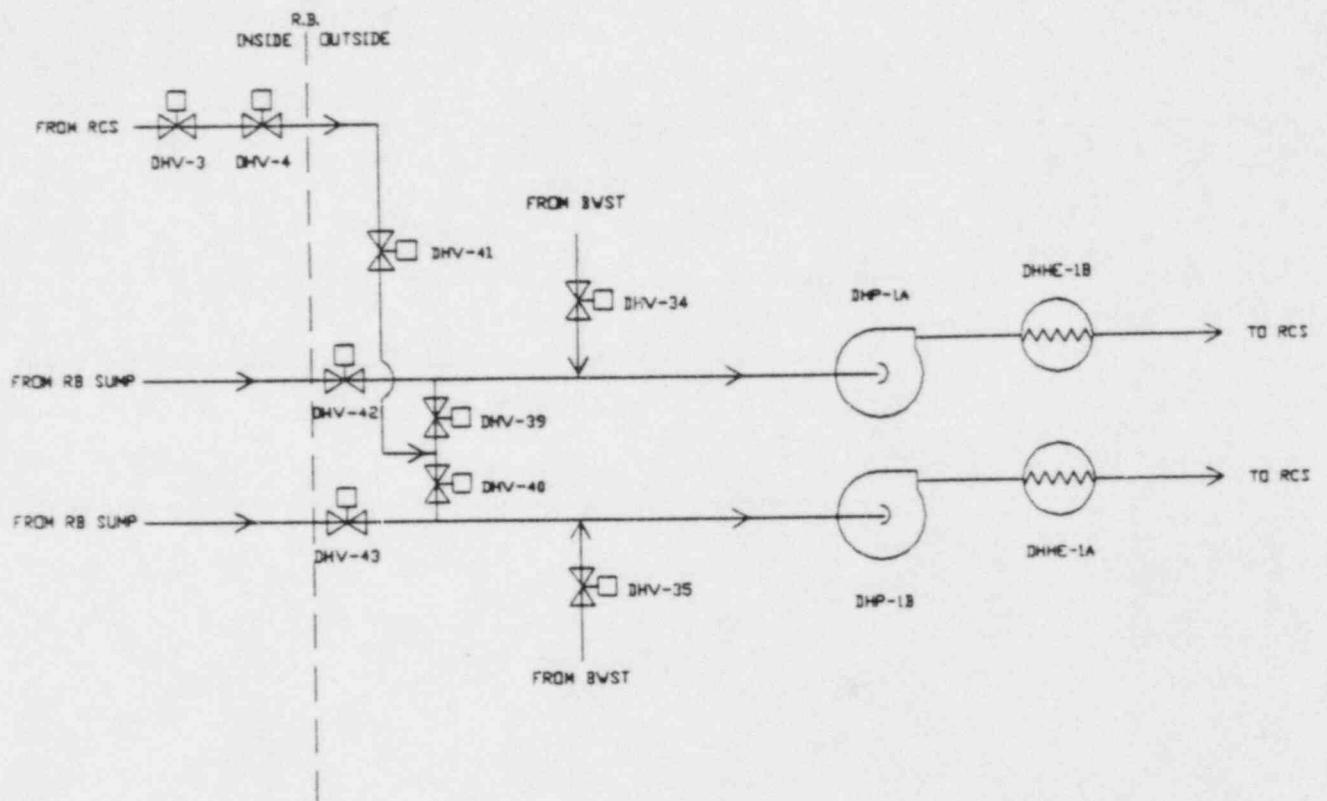 R.B.
INSIDE OUTSIDE
FROM RCS
DHV-3
DHV-4
FROM BWST
DHV-41
DHV-34
DHP-1A
DHHE-1B
TO RCS
FROM RB SUMP
DHV-42
DHV-39
DHV-40
TO RCS
FROM RB SUMP
DHV-43
DHV-35
DHP-1B
DHHE-1A
FROM BWST